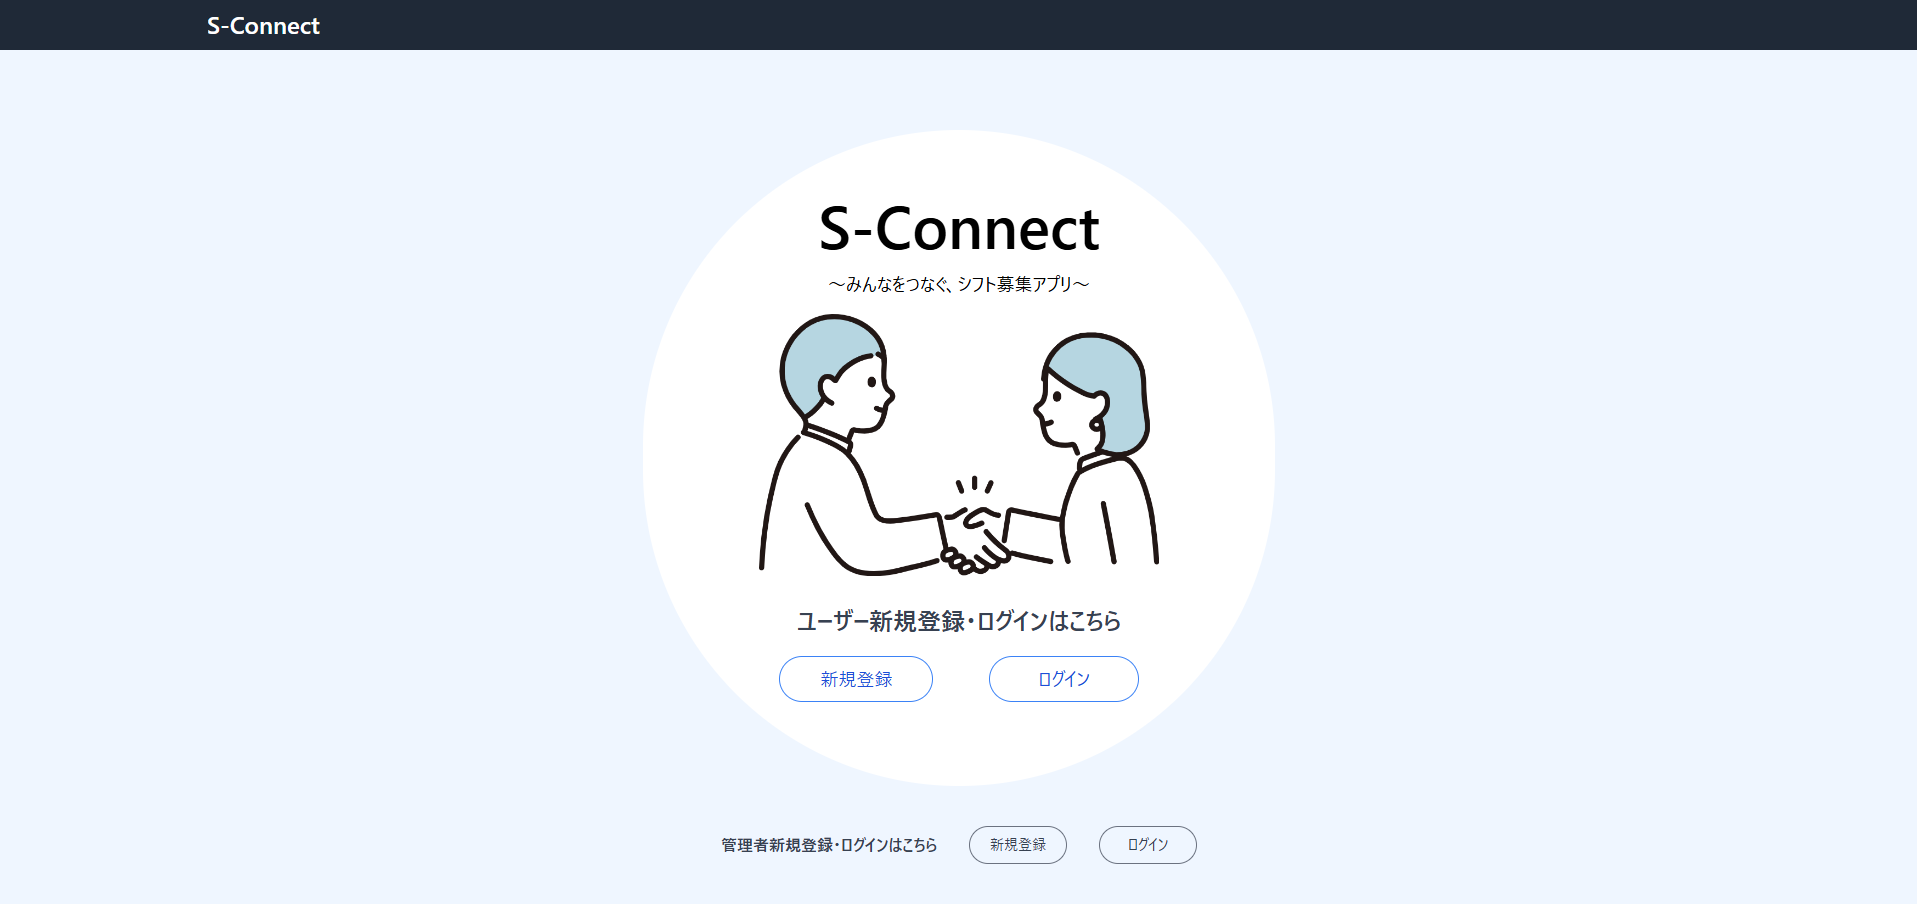 S-Connect
S-Connect
～みんなをつなぐ、シフト募集アプリ～
ユーザー新規登録・ログインはこちら
新規登録 ログイン
管理者新規登録・ログインはこちら 新規登録 ログイン